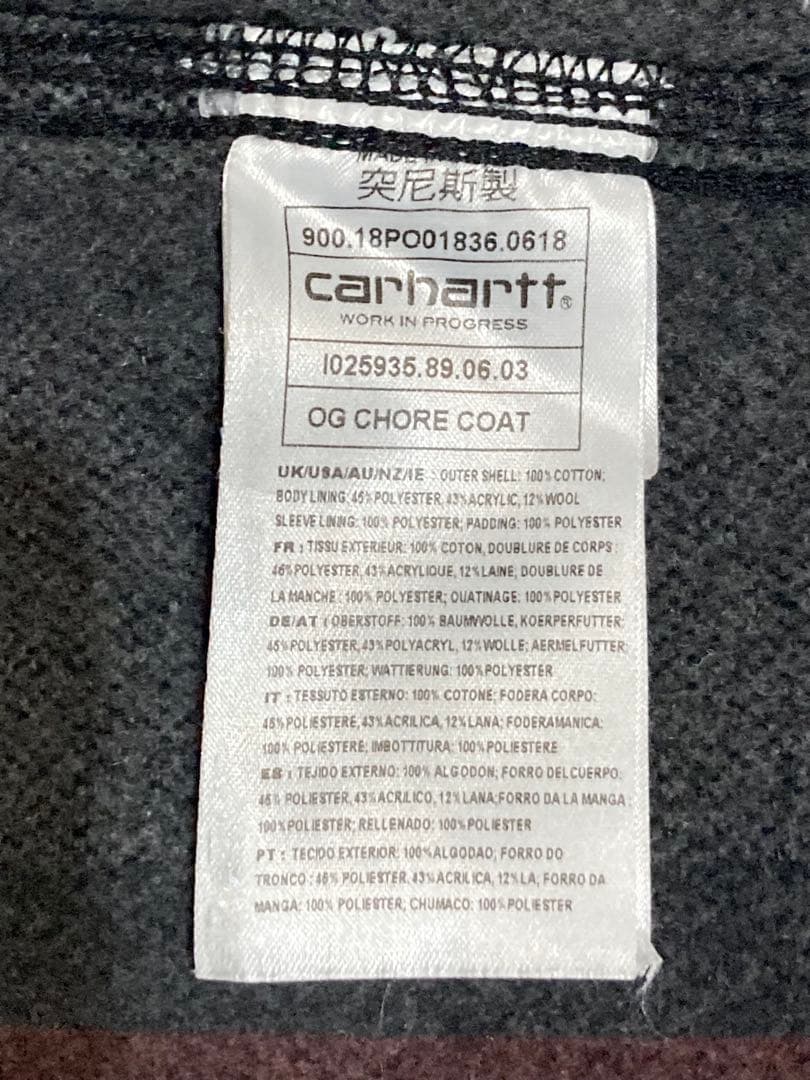 突尼斯製
900.18PO01836.0618
carhartt®
WORK IN PROGRESS
I025935.89.06.03
OG CHORE COAT
UK/USA/AU/NZ/IE : OUTER SHELL: 100% COTTON;
BODY LINING: 45% POLYESTER, 43% ACRYLIC, 12% WOOL
SLEEVE LINING: 100% POLYESTER; PADDING: 100% POLYESTER
FR : TISSU EXTERIEUR: 100% COTON, DOUBLURE DE CORPS:
45% POLYESTER, 43% ACRYLIQUE, 12% LAINE; DOUBLURE DE
LA MANCHE: 100% POLYESTER; OUATINAGE: 100% POLYESTER
DE/AT : OBERSTOFF: 100% BAUMWOLLE, KOERPERFUTTER:
45% POLYESTER, 43% POLYACRYL, 12% WOLLE; AERMELFUTTER:
100% POLYESTER; WATTIERUNG: 100% POLYESTER
IT : TESSUTO ESTERNO: 100% COTONE; FODERA CORPO:
45% POLIESTERE, 43% ACRILICA, 12% LANA; FODERA MANICA:
100% POLIESTERE; IMBOTTITURA: 100% POLIESTERE
ES : TEJIDO EXTERNO: 100% ALGODON; FORRO DEL CUERPO:
45% POLIESTER, 43% ACRILICO, 12% LANA; FORRO DA LA MANGA:
100% POLIESTER; RELLENADO: 100% POLIESTER
PT : TECIDO EXTERIOR: 100% ALGODAO; FORRO DO
TRONCO: 45% POLIESTER, 43% ACRILICA, 12% LA; FORRO DA
MANGA: 100% POLIESTER; CHUMACO: 100% POLIESTER